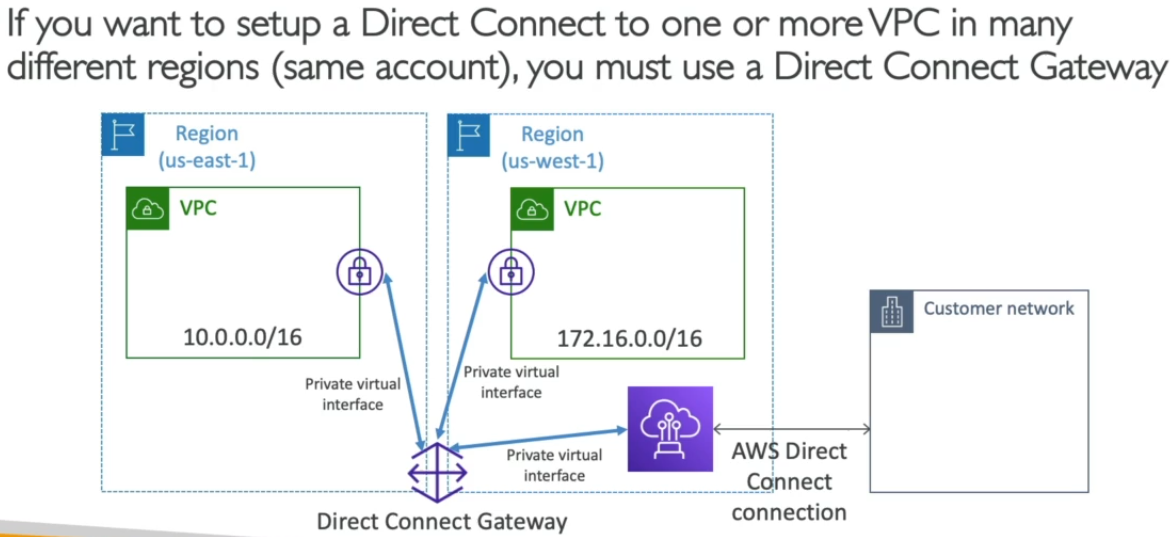 If you want to setup a Direct Connect to one or more VPC in many
different regions (same account), you must use a Direct Connect Gateway
Region
(us-east-1)
Region
(us-west-1)
VPC
VPC
10.0.0.0/16
172.16.0.0/16
Customer network
Private virtual
interface
Private virtual
interface
Private virtual
interface
AWS Direct
Connect
connection
Direct Connect Gateway